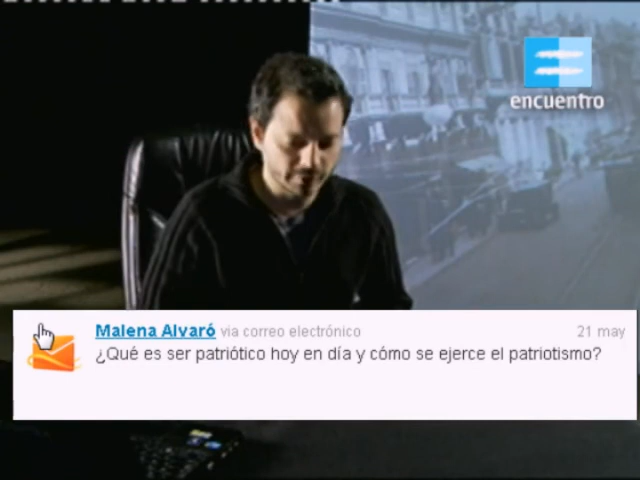 encuentro
Malena Alvaró vía correo electrónico 21 may
¿Qué es ser patriótico hoy en día y cómo se ejerce el patriotismo?